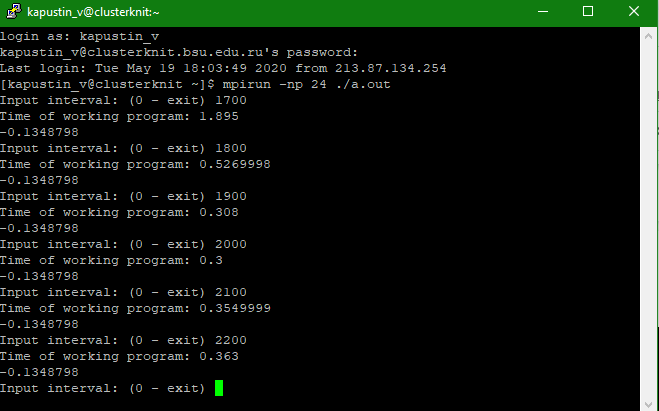 kapustin_v@clusterknit:~
login as: kapustin_v
kapustin_v@clusterknit.bsu.edu.ru's password:
Last login: Tue May 19 18:03:49 2020 from 213.87.134.254
[kapustin_v@clusterknit ~]$ mpirun -np 24 ./a.out
Input interval: (0 - exit) 1700
Time of working program: 1.895
-0.1348798
Input interval: (0 - exit) 1800
Time of working program: 0.5269998
-0.1348798
Input interval: (0 - exit) 1900
Time of working program: 0.308
-0.1348798
Input interval: (0 - exit) 2000
Time of working program: 0.3
-0.1348798
Input interval: (0 - exit) 2100
Time of working program: 0.3549999
-0.1348798
Input interval: (0 - exit) 2200
Time of working program: 0.363
-0.1348798
Input interval: (0 - exit)